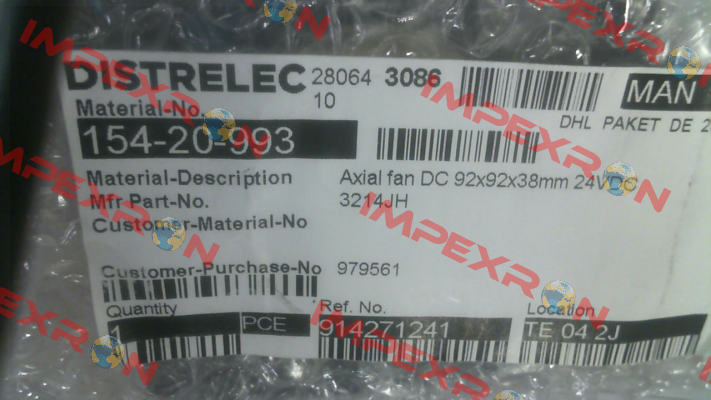 DISTRELEC 28064 3086 MAN
10
DHL PAKET DE 2
Material-No
154-20-993
Material-Description Axial fan DC 92x92x38mm 24VDC
Mfr Part-No. 3214JH
Customer-Material-No
Customer-Purchase-No 979561
Quantity Ref. No. Location
1 PCE 914271241 TE 04 2J
IMPEXRON
IMPEXRON
IMPEXRON
IMPEXRON
IMPEXRON